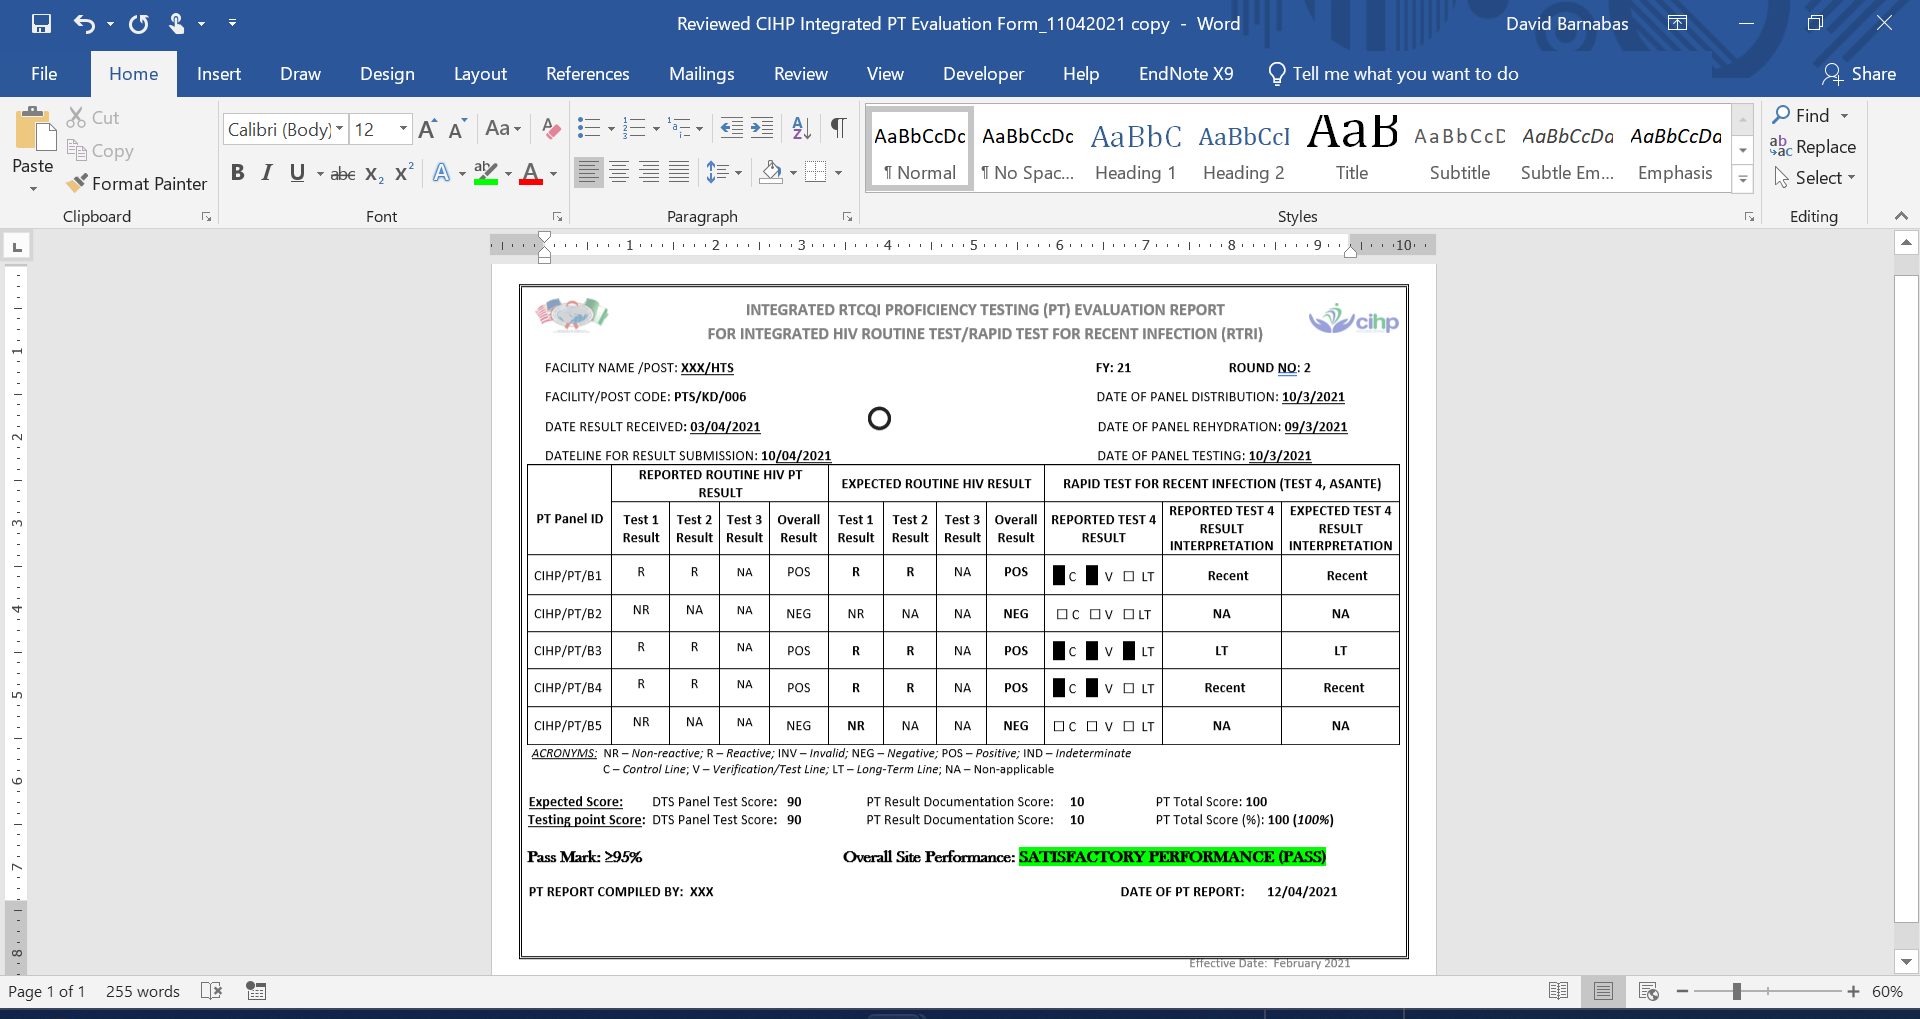 Reviewed CIHP Integrated PT Evaluation Form_11042021 copy - Word
David Barnabas
File Home Insert Draw Design Layout References Mailings Review View Developer Help EndNote X9 Tell me what you want to do Share
Paste
Cut
Copy
Format Painter
Clipboard
Calibri (Body) 12
Font
Paragraph
AaBbCcDc AaBbCcDc AaBbC AaBbCcI AaB AaBbCcD AaBbCcDa AaBbCcDa
¶ Normal ¶ No Spac... Heading 1 Heading 2 Title Subtitle Subtle Em... Emphasis
Styles
Find
Replace
Select
Editing
1 2 3 4 5 6 7 8 9 10
1
2
3
4
5
6
7
8
INTEGRATED RTCQI PROFICIENCY TESTING (PT) EVALUATION REPORT
FOR INTEGRATED HIV ROUTINE TEST/RAPID TEST FOR RECENT INFECTION (RTRI)
cihp
FACILITY NAME /POST: XXX/HTS FY: 21 ROUND NO: 2
FACILITY/POST CODE: PTS/KD/006 DATE OF PANEL DISTRIBUTION: 10/3/2021
DATE RESULT RECEIVED: 03/04/2021 DATE OF PANEL REHYDRATION: 09/3/2021
DATELINE FOR RESULT SUBMISSION: 10/04/2021 DATE OF PANEL TESTING: 10/3/2021
PT Panel ID
REPORTED ROUTINE HIV PT
RESULT
EXPECTED ROUTINE HIV RESULT
RAPID TEST FOR RECENT INFECTION (TEST 4, ASANTE)
Test 1
Result
Test 2
Result
Test 3
Result
Overall
Result
Test 1
Result
Test 2
Result
Test 3
Result
Overall
Result
REPORTED TEST 4
RESULT
REPORTED TEST 4
RESULT
INTERPRETATION
EXPECTED TEST 4
RESULT
INTERPRETATION
CIHP/PT/B1 R R NA POS R R NA POS ■ C ■ V ☐ LT Recent Recent
CIHP/PT/B2 NR NA NA NEG NR NA NA NEG ☐ C ☐ V ☐ LT NA NA
CIHP/PT/B3 R R NA POS R R NA POS ■ C ■ V ■ LT LT LT
CIHP/PT/B4 R R NA POS R R NA POS ■ C ■ V ☐ LT Recent Recent
CIHP/PT/B5 NR NA NA NEG NR NA NA NEG ☐ C ☐ V ☐ LT NA NA
ACRONYMS: NR – Non-reactive; R – Reactive; INV – Invalid; NEG – Negative; POS – Positive; IND – Indeterminate
C – Control Line; V – Verification/Test Line; LT – Long-Term Line; NA – Non-applicable
Expected Score: DTS Panel Test Score: 90 PT Result Documentation Score: 10 PT Total Score: 100
Testing point Score: DTS Panel Test Score: 90 PT Result Documentation Score: 10 PT Total Score (%): 100 (100%)
Pass Mark: ≥95% Overall Site Performance: SATISFACTORY PERFORMANCE (PASS)
PT REPORT COMPILED BY: XXX DATE OF PT REPORT: 12/04/2021
Effective Date: February 2021
Page 1 of 1 255 words 60%